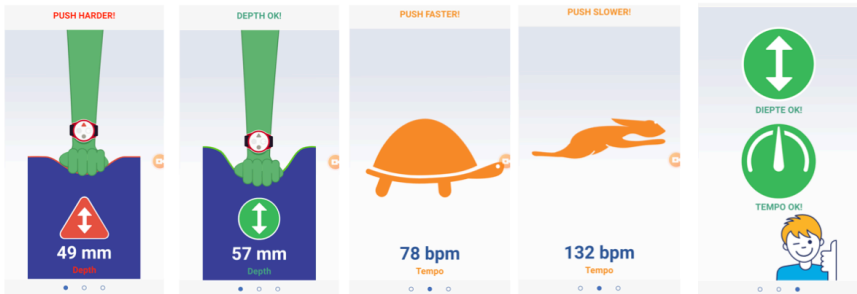 PUSH HARDER!
49 mm
Depth
DEPTH OK!
57 mm
Depth
PUSH FASTER!
78 bpm
Tempo
PUSH SLOWER!
132 bpm
Tempo
DIEPTE OK!
TEMPO OK!